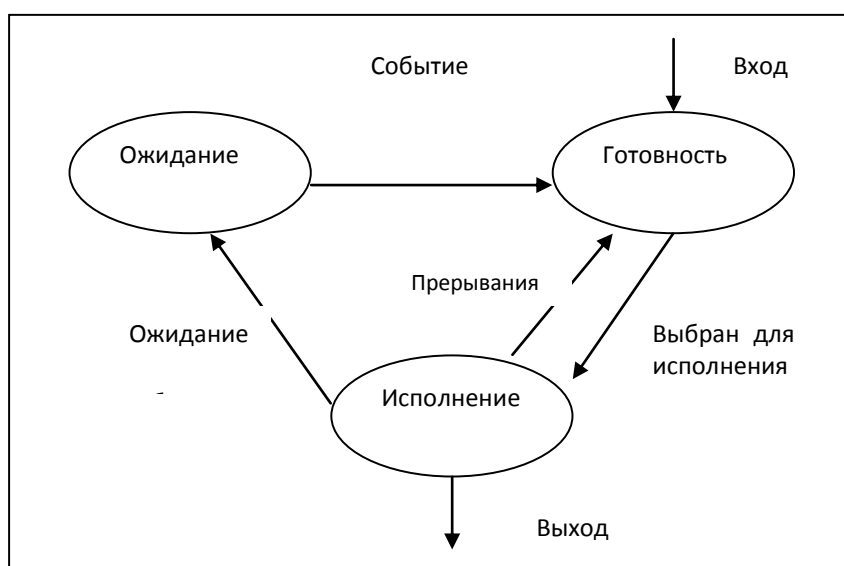 Событие
Вход
Ожидание
Готовность
Прерывания
Ожидание
Выбран для
исполнения
Исполнение
Выход